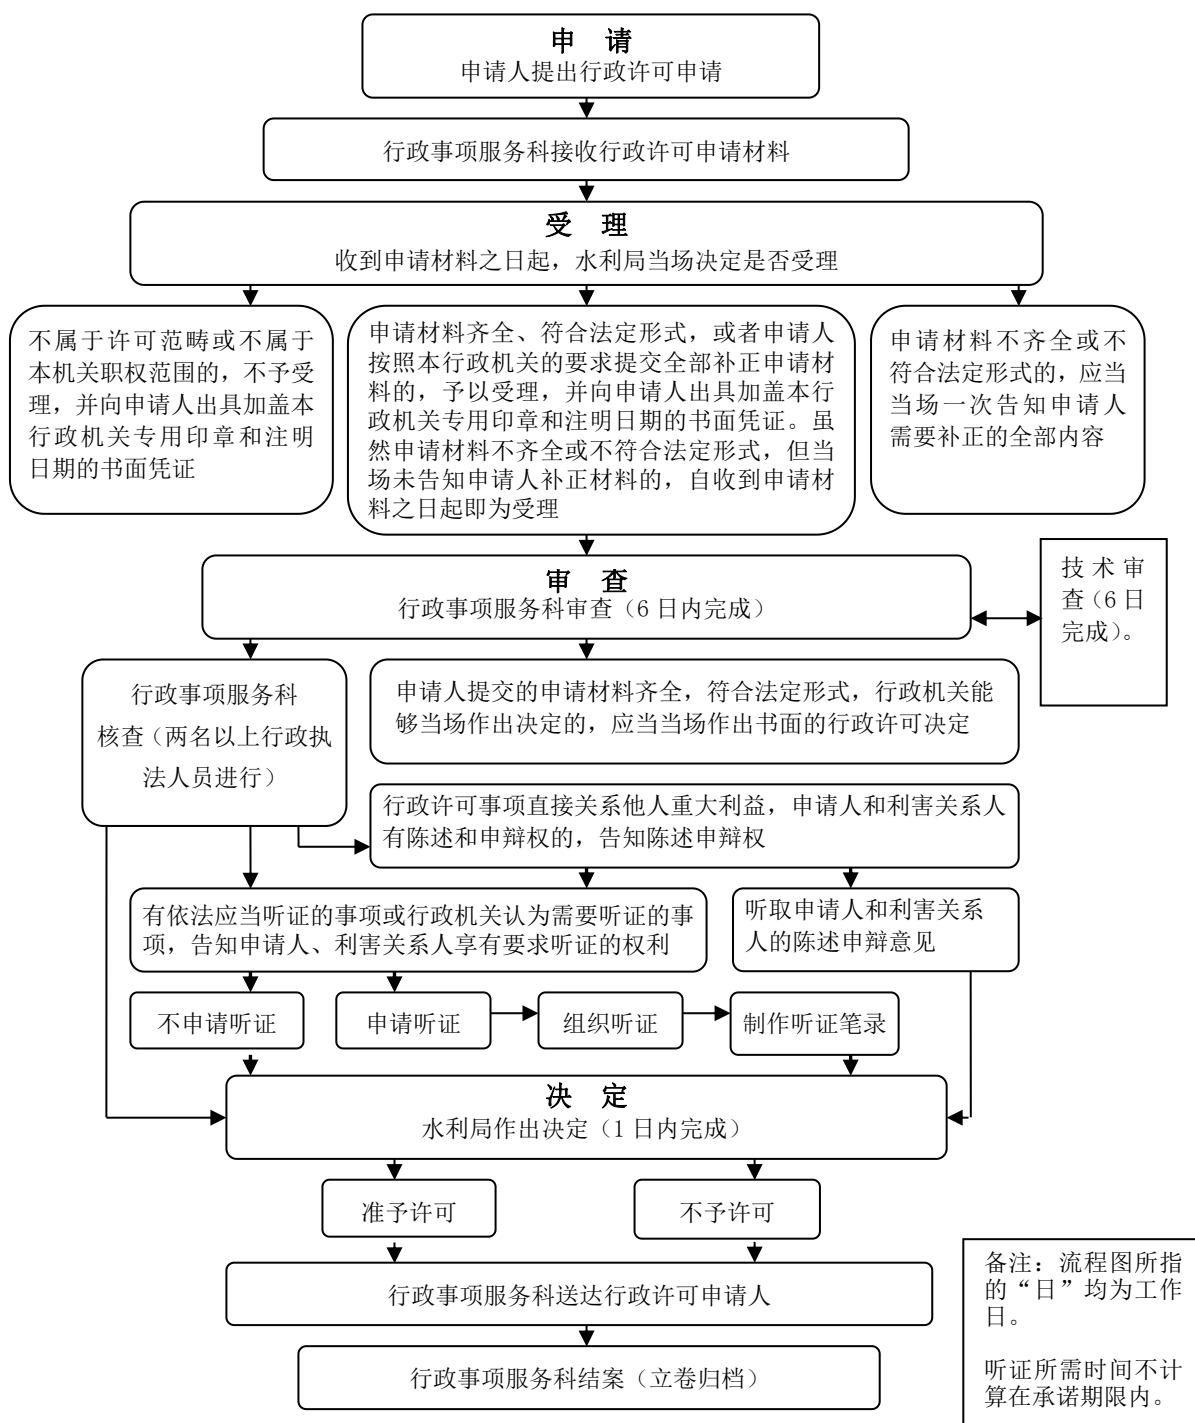 申 请
申请人提出行政许可申请
行政事项服务科接收行政许可申请材料
受 理
收到申请材料之日起，水利局当场决定是否受理
不属于许可范畴或不属于
本机关职权范围的，不予受
理，并向申请人出具加盖本
行政机关专用印章和注明
日期的书面凭证
申请材料齐全、符合法定形式，或者申请人
按照本行政机关的要求提交全部补正申请材
料的，予以受理，并向申请人出具加盖本行
政机关专用印章和注明日期的书面凭证。虽
然申请材料不齐全或不符合法定形式，但当
场未告知申请人补正材料的，自收到申请材
料之日起即为受理
申请材料不齐全或不
符合法定形式的，应当
当场一次告知申请人
需要补正的全部内容
审 查
行政事项服务科审查（6 日内完成）
技术审
查（6 日
完成）。
行政事项服务科
核查（两名以上行政执
法人员进行）
申请人提交的申请材料齐全，符合法定形式，行政机关能
够当场作出决定的，应当当场作出书面的行政许可决定
行政许可事项直接关系他人重大利益，申请人和利害关系人
有陈述和申辩权的，告知陈述申辩权
有依法应当听证的事项或行政机关认为需要听证的事
项，告知申请人、利害关系人享有要求听证的权利
听取申请人和利害关系
人的陈述申辩意见
不申请听证
申请听证
组织听证
制作听证笔录
决 定
水利局作出决定（1 日内完成）
准予许可
不予许可
行政事项服务科送达行政许可申请人
行政事项服务科结案（立卷归档）
备注：流程图所指
的“日”均为工作
日。
听证所需时间不计
算在承诺期限内。